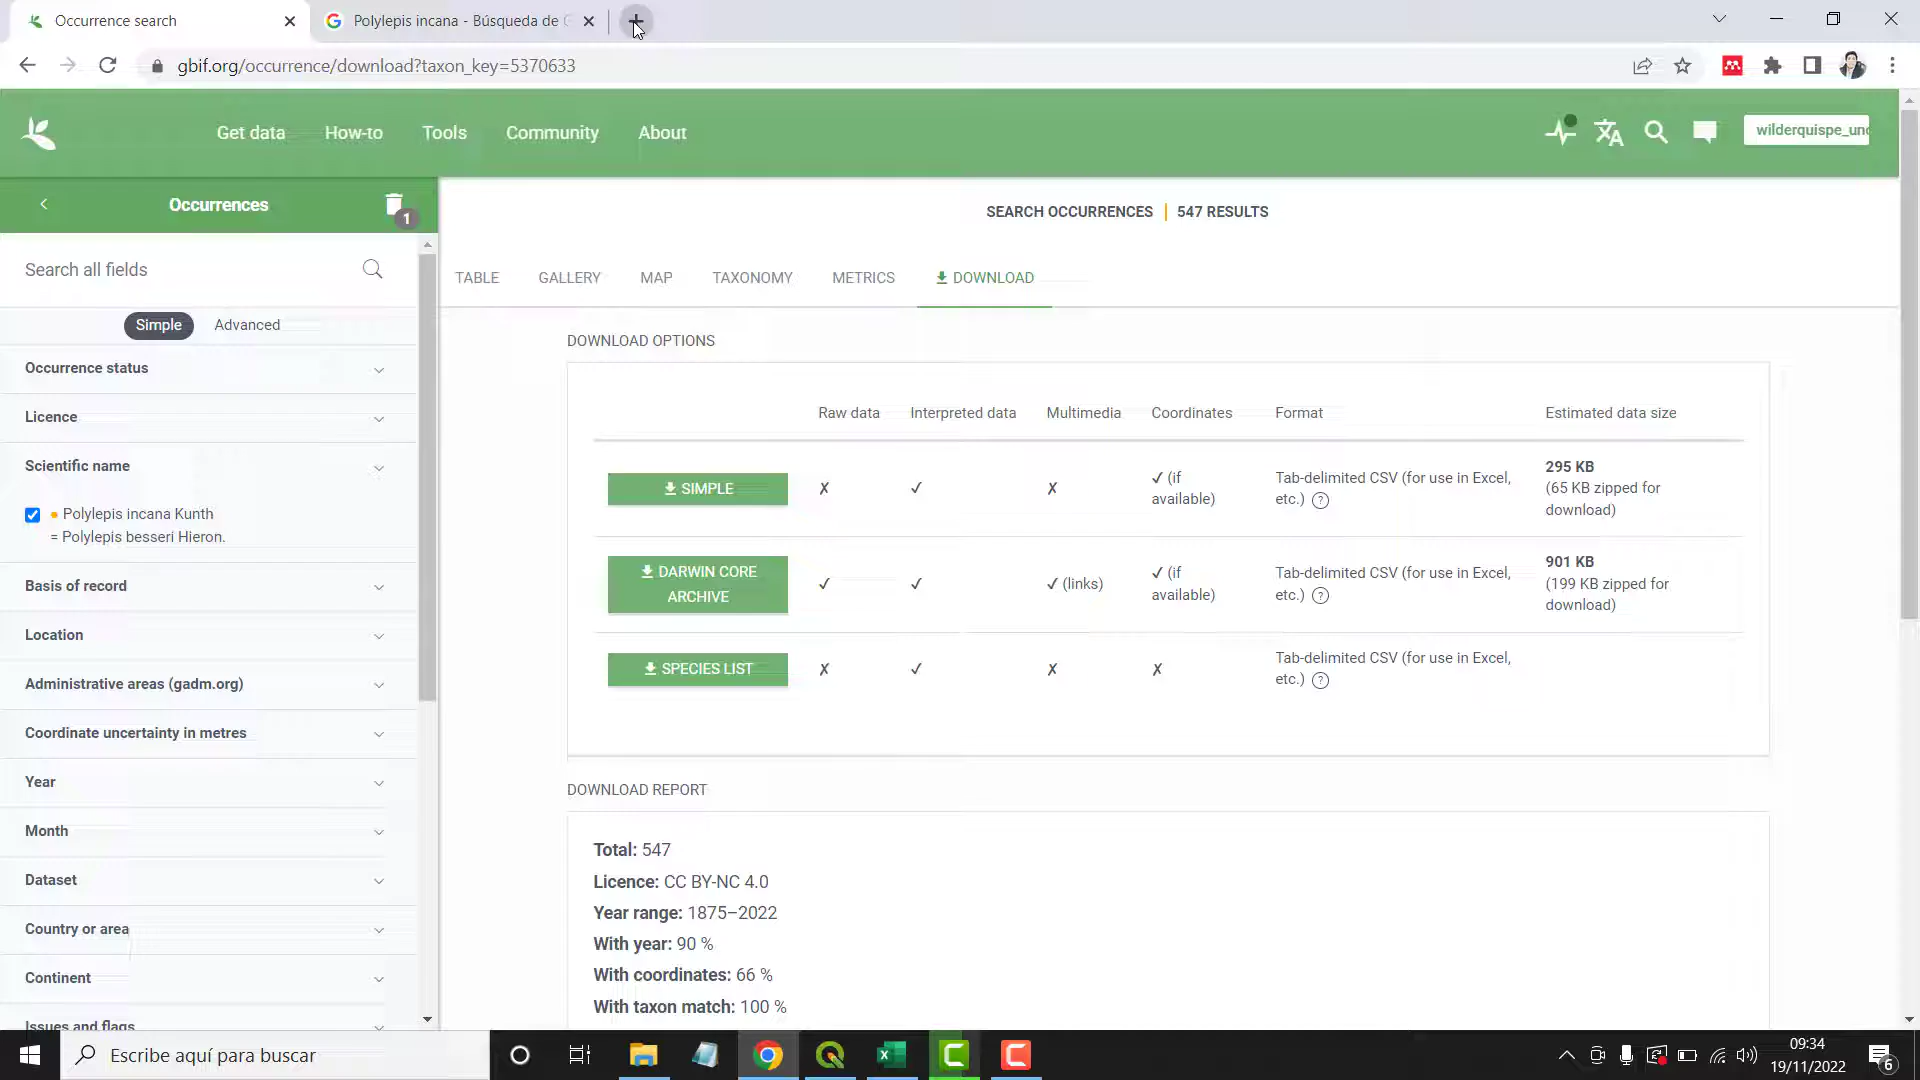 Occurrence search
Polylepis incana - Búsqueda de G
gbif.org/occurrence/download?taxon_key=5370633
Get data How-to Tools Community About
wilderquispe_und
Occurrences
1
SEARCH OCCURRENCES | 547 RESULTS
Search all fields
TABLE GALLERY MAP TAXONOMY METRICS DOWNLOAD
Simple Advanced
DOWNLOAD OPTIONS
Occurrence status
Licence
Scientific name
Polylepis incana Kunth
= Polylepis besseri Hieron.
Basis of record
Location
Administrative areas (gadm.org)
Coordinate uncertainty in metres
Year
Month
Dataset
Country or area
Continent
Issues and flags
Raw data Interpreted data Multimedia Coordinates Format Estimated data size
SIMPLE ✗ ✓ ✗ ✓ (if
available)
Tab-delimited CSV (for use in Excel,
etc.) ?
295 KB
(65 KB zipped for
download)
DARWIN CORE
ARCHIVE
✓ ✓ ✓ (links) ✓ (if
available)
Tab-delimited CSV (for use in Excel,
etc.) ?
901 KB
(199 KB zipped for
download)
SPECIES LIST ✗ ✓ ✗ ✗
Tab-delimited CSV (for use in Excel,
etc.) ?
DOWNLOAD REPORT
Total: 547
Licence: CC BY-NC 4.0
Year range: 1875–2022
With year: 90 %
With coordinates: 66 %
With taxon match: 100 %
Escribe aquí para buscar
09:34
19/11/2022
6